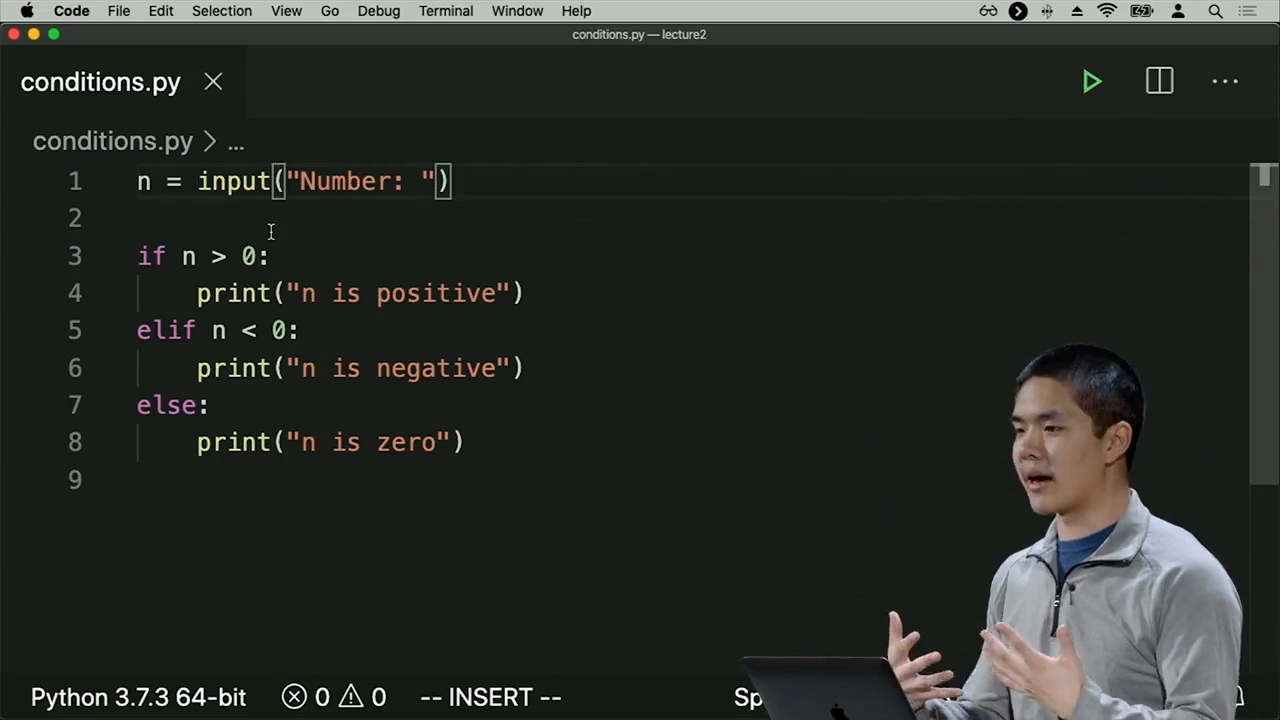 Code File Edit Selection View Go Debug Terminal Window Help
conditions.py — lecture2
conditions.py
conditions.py > ...
1 n = input("Number: ")
2
3 if n > 0:
4     print("n is positive")
5 elif n < 0:
6     print("n is negative")
7 else:
8     print("n is zero")
9
Python 3.7.3 64-bit 0 0 -- INSERT -- Sp